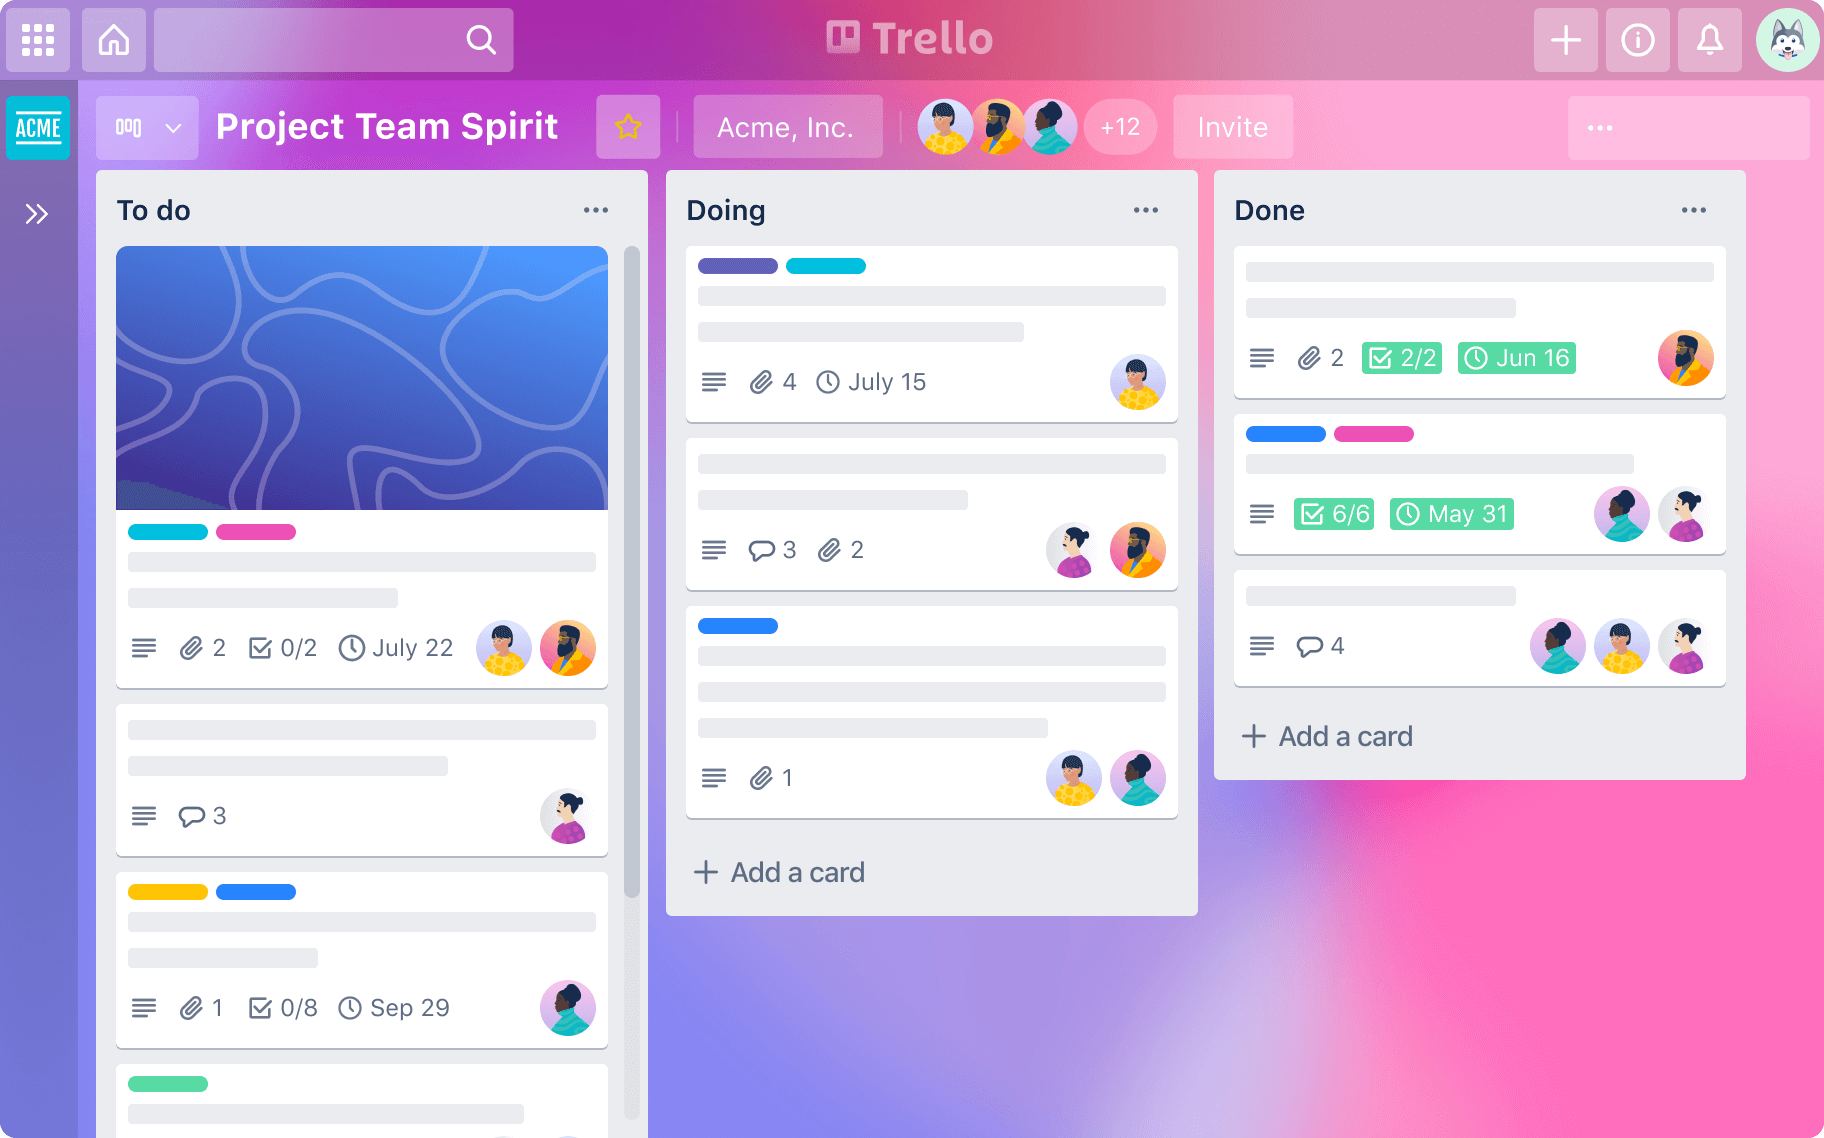 Trello
ACME
Project Team Spirit
Acme, Inc.
+12
Invite
To do
2
0/2
July 22
3
1
0/8
Sep 29
Doing
4
July 15
3
2
1
+ Add a card
Done
2
2/2
Jun 16
6/6
May 31
4
+ Add a card